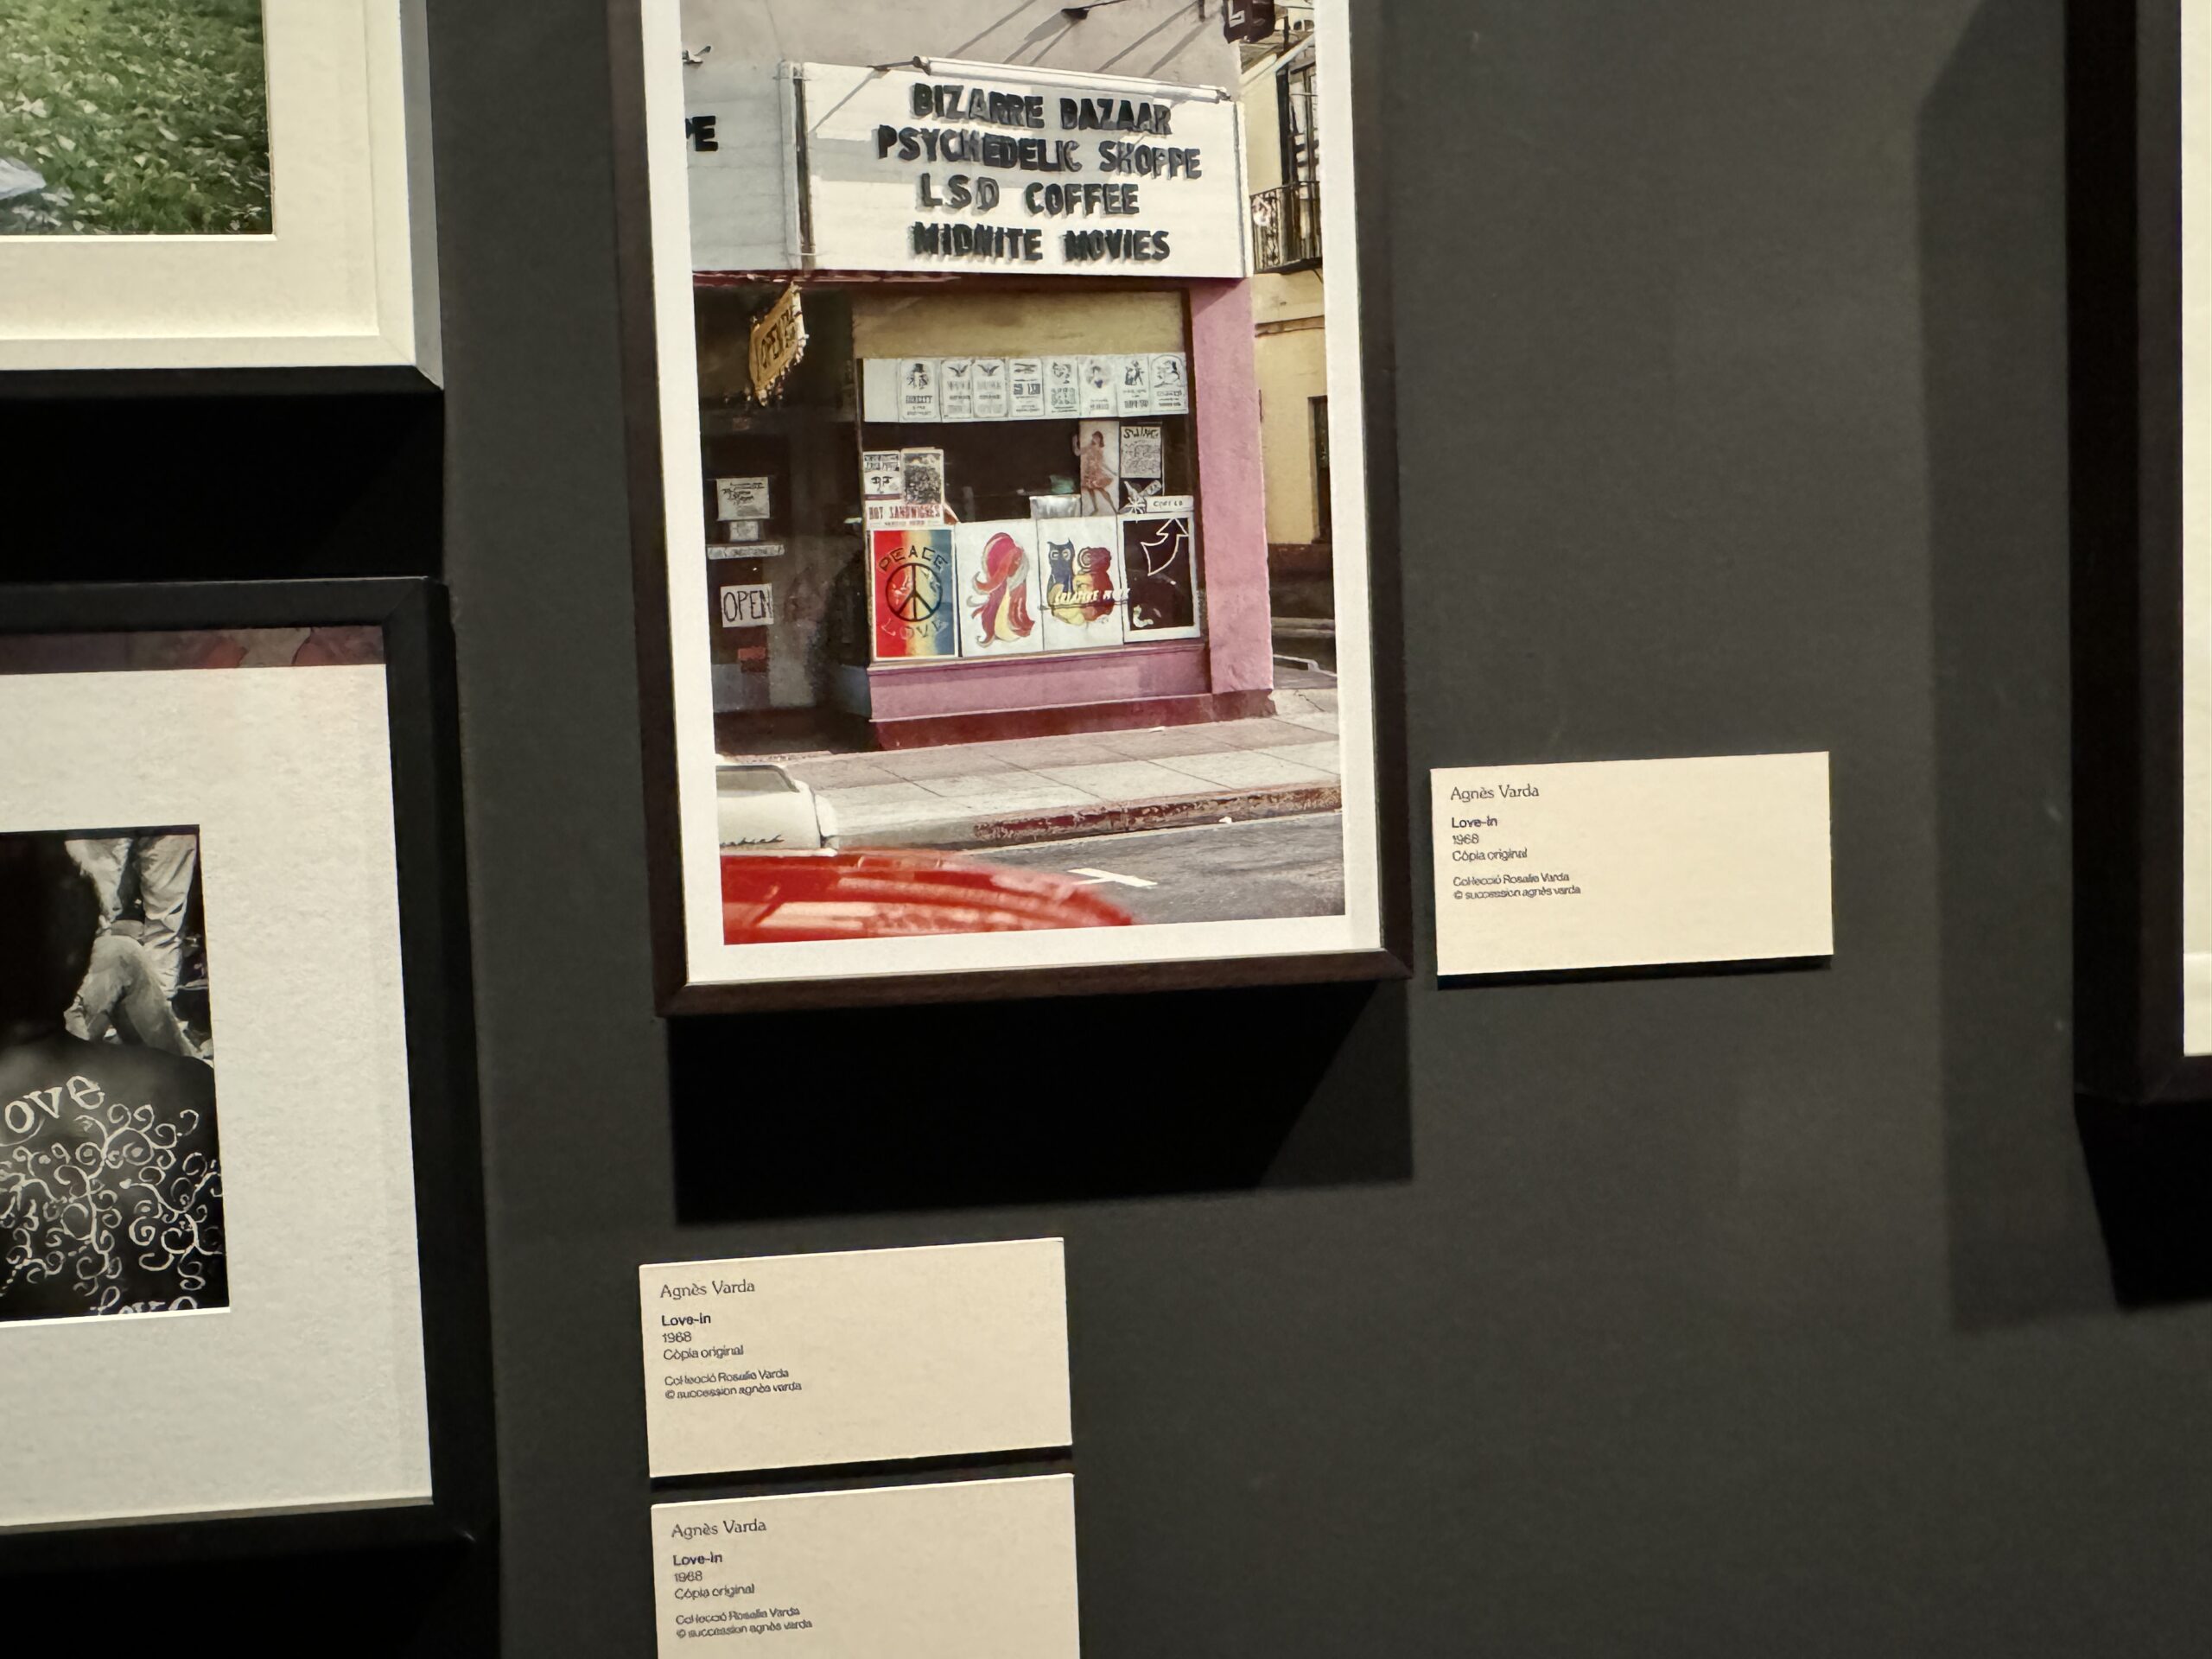 PE
BIZARRE BAZAAR
PSYCHEDELIC SHOPPE
LSD COFFEE
MIDNITE MOVIES
OPEN
SWING
HOT SANDWICHES
OPEN
PEACE
LOVE
CREATIVE
Agnès Varda
Love-in
1968
Còpia original
Col·lecció Rosalie Varda
© succession agnès varda
ove
Love
Agnès Varda
Love-in
1968
Còpia original
Col·lecció Rosalie Varda
© succession agnès varda
Agnès Varda
Love-in
1968
Còpia original
Col·lecció Rosalie Varda
© succession agnès varda